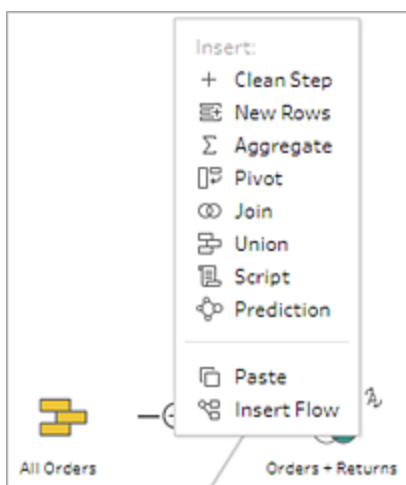 Insert:
Clean Step
New Rows
Aggregate
Pivot
Join
Union
Script
Prediction
Paste
Insert Flow
All Orders
Orders + Returns